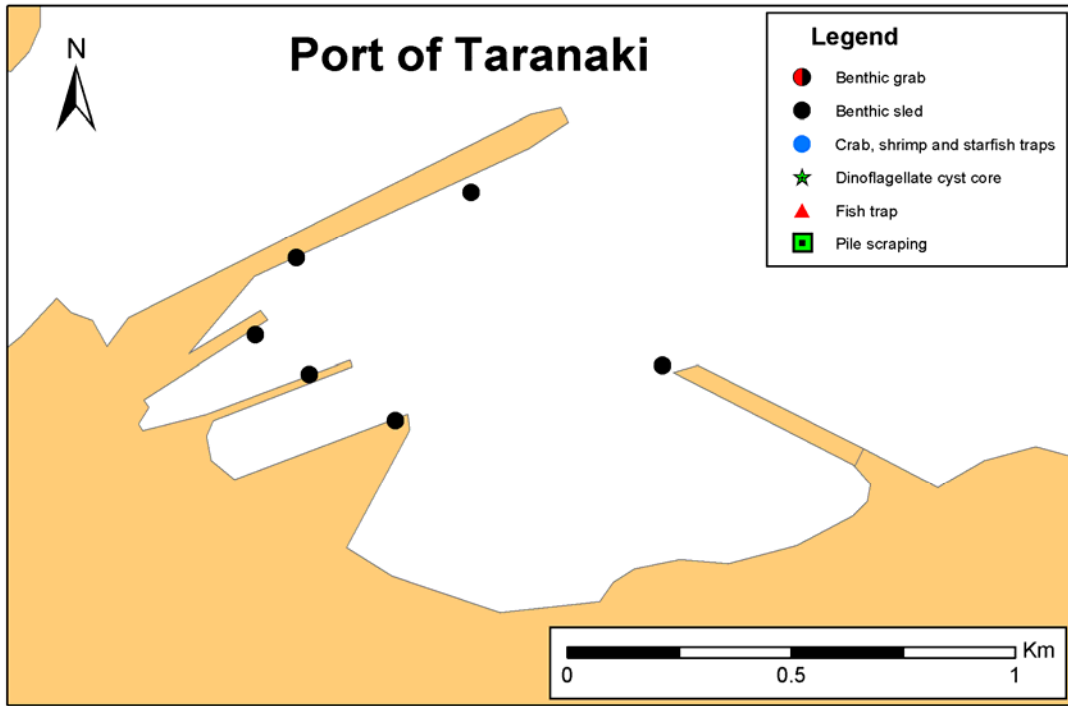 Port of Taranaki
N
Legend
Benthic grab
Benthic sled
Crab, shrimp and starfish traps
Dinoflagellate cyst core
Fish trap
Pile scraping
Km
0 0.5 1